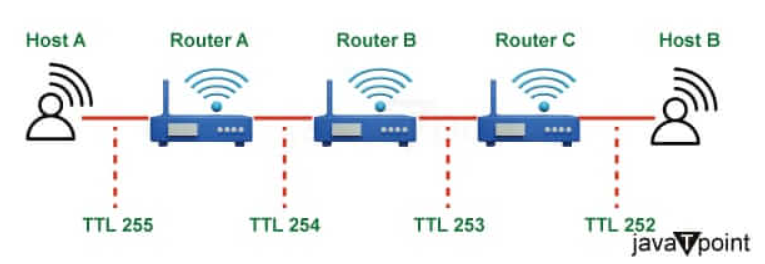 Host A
Router A
Router B
Router C
Host B
TTL 255
TTL 254
TTL 253
TTL 252
javaTpoint